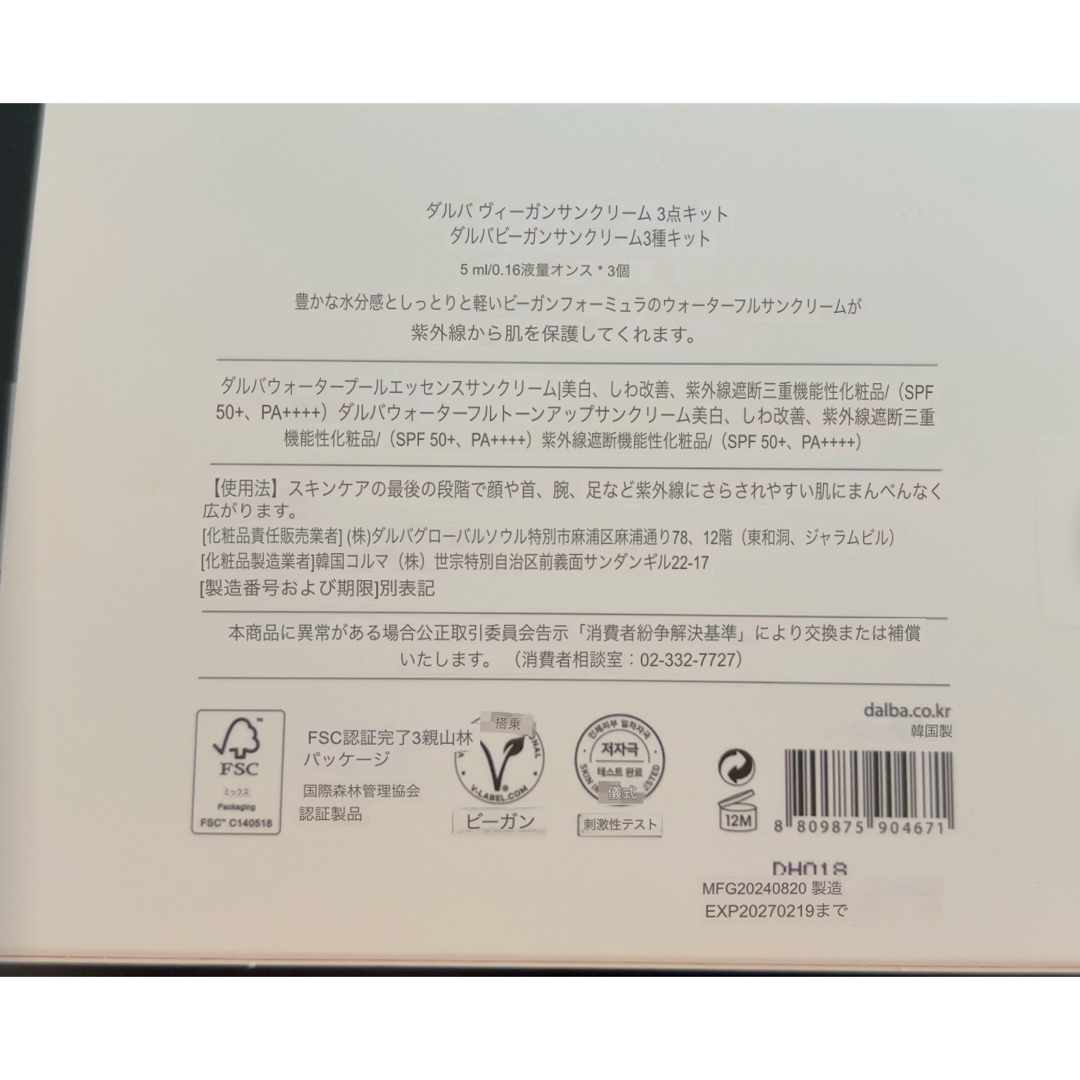 ダルバ ヴィーガンサンクリーム 3点キット
ダルバビーガンサンクリーム3種キット
5 ml/0.16液量オンス * 3個
豊かな水分感としっとりと軽いビーガンフォーミュラのウォーターフルサンクリームが
紫外線から肌を保護してくれます。
ダルバウォータープールエッセンスサンクリーム|美白、しわ改善、紫外線遮断三重機能性化粧品/（SPF
50+、PA++++）ダルバウォーターフルトーンアップサンクリーム美白、しわ改善、紫外線遮断三重
機能性化粧品/（SPF 50+、PA++++）紫外線遮断機能性化粧品/（SPF 50+、PA++++）
【使用法】スキンケアの最後の段階で顔や首、腕、足など紫外線にさらされやすい肌にまんべんなく
広がります。
[化粧品責任販売業者] (株)ダルバグローバルソウル特別市麻浦区麻浦通り78、12階（東和洞、ジャラムビル）
[化粧品製造業者]韓国コルマ（株）世宗特別自治区前義面サンダンギル22-17
[製造番号および期限]別表記
本商品に異常がある場合公正取引委員会告示「消費者紛争解決基準」により交換または補償
いたします。（消費者相談室：02-332-7727）
FSC
ミックス
Packaging
FSC™ C140518
FSC認証完了3親山林
パッケージ
国際森林管理協会
認証製品
搭乗
V-LABEL.COM
ビーガン
인체피부 일차자극
저자극
테스트 완료
儀式
刺激性テスト
dalba.co.kr
韓国製
12M
8 809875 904671
DH018
MFG20240820 製造
EXP20270219まで